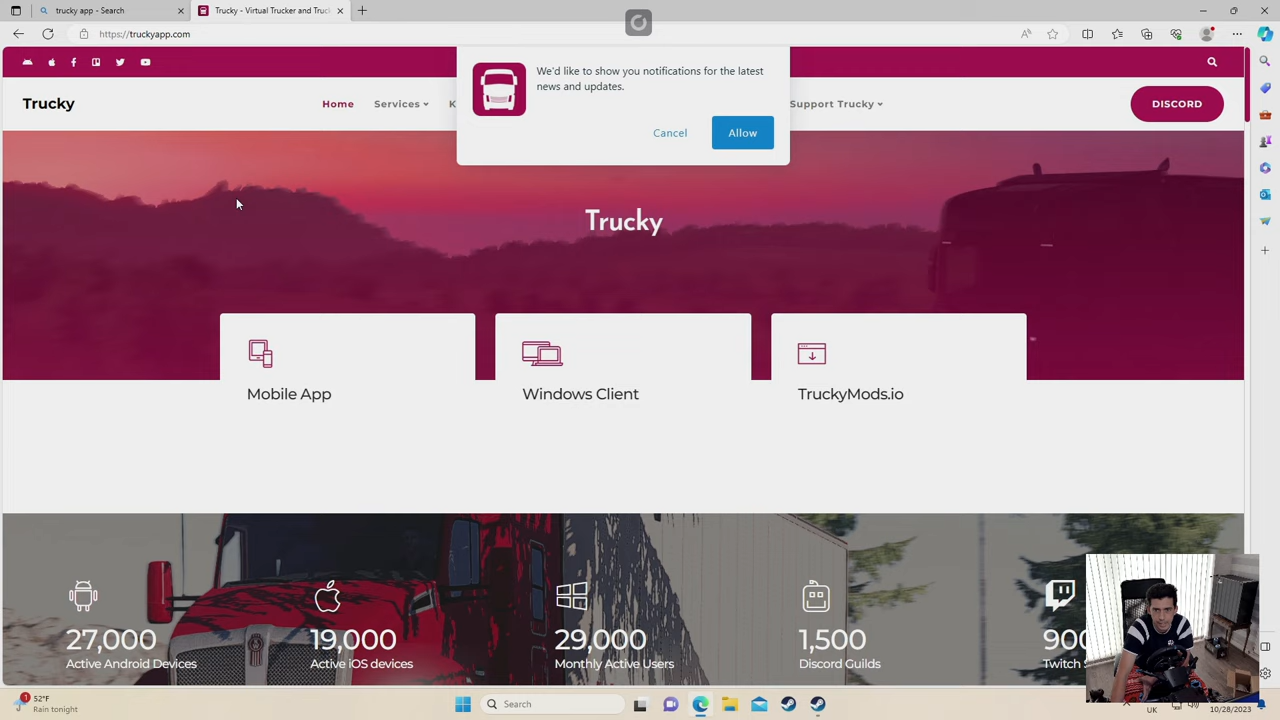 trucky app - Search
Trucky - Virtual Trucker and Truck
https://truckyapp.com
We'd like to show you notifications for the latest
news and updates.
Cancel
Allow
Trucky
Home
Services
K
Support Trucky
DISCORD
Trucky
Mobile App
Windows Client
TruckyMods.io
27,000
Active Android Devices
19,000
Active iOS devices
29,000
Monthly Active Users
1,500
Discord Guilds
900
Twitch S
1
52°F
Rain tonight
Search
UK
10/28/2023